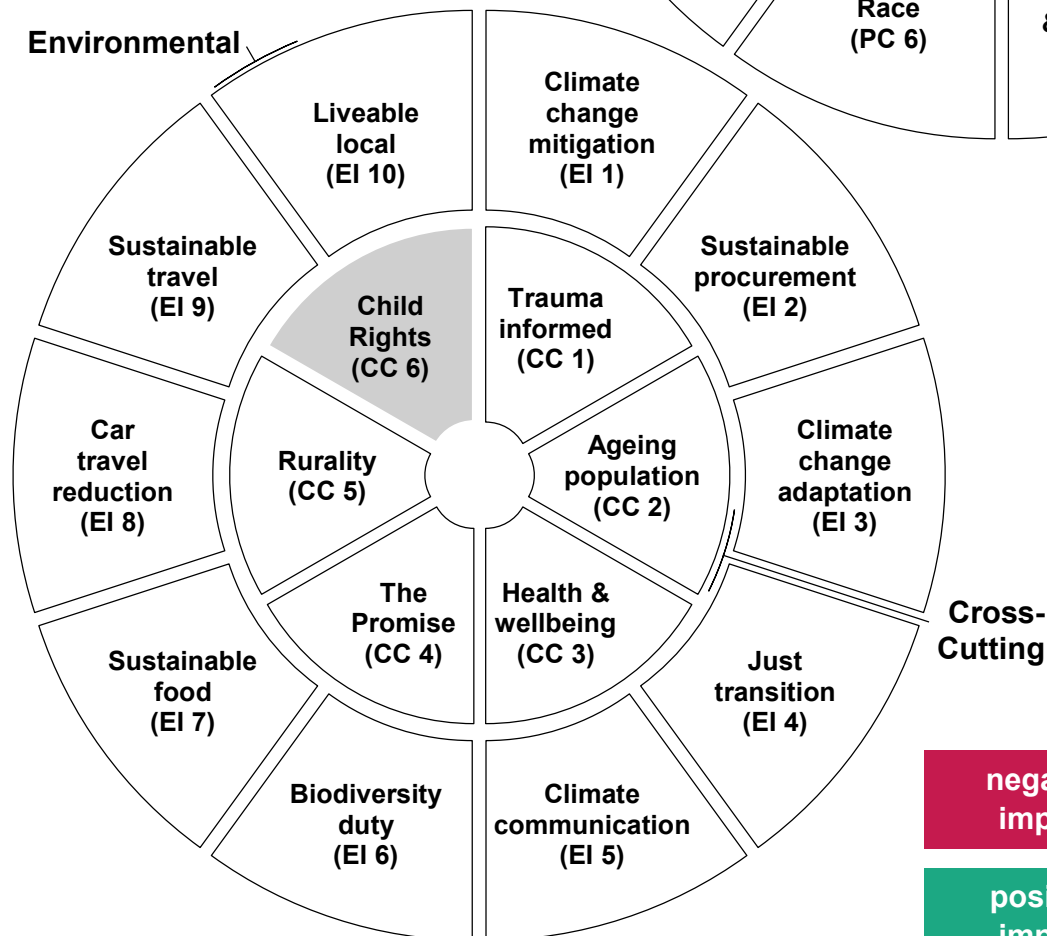 Race
(PC 6)
Environmental
Liveable
local
(EI 10)
Climate
change
mitigation
(EI 1)
Sustainable
procurement
(EI 2)
Climate
change
adaptation
(EI 3)
Just
transition
(EI 4)
Climate
communication
(EI 5)
Biodiversity
duty
(EI 6)
Sustainable
food
(EI 7)
Car
travel
reduction
(EI 8)
Sustainable
travel
(EI 9)
Child
Rights
(CC 6)
Trauma
informed
(CC 1)
Ageing
population
(CC 2)
Health &
wellbeing
(CC 3)
The
Promise
(CC 4)
Rurality
(CC 5)
Cross-
Cutting